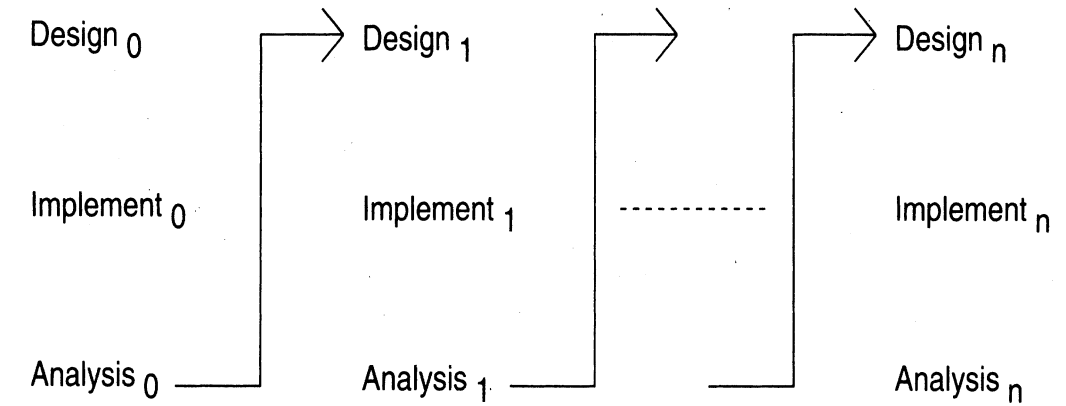 Design 0
Implement 0
Analysis 0
Design 1
Implement 1
Analysis 1
Design n
Implement n
Analysis n